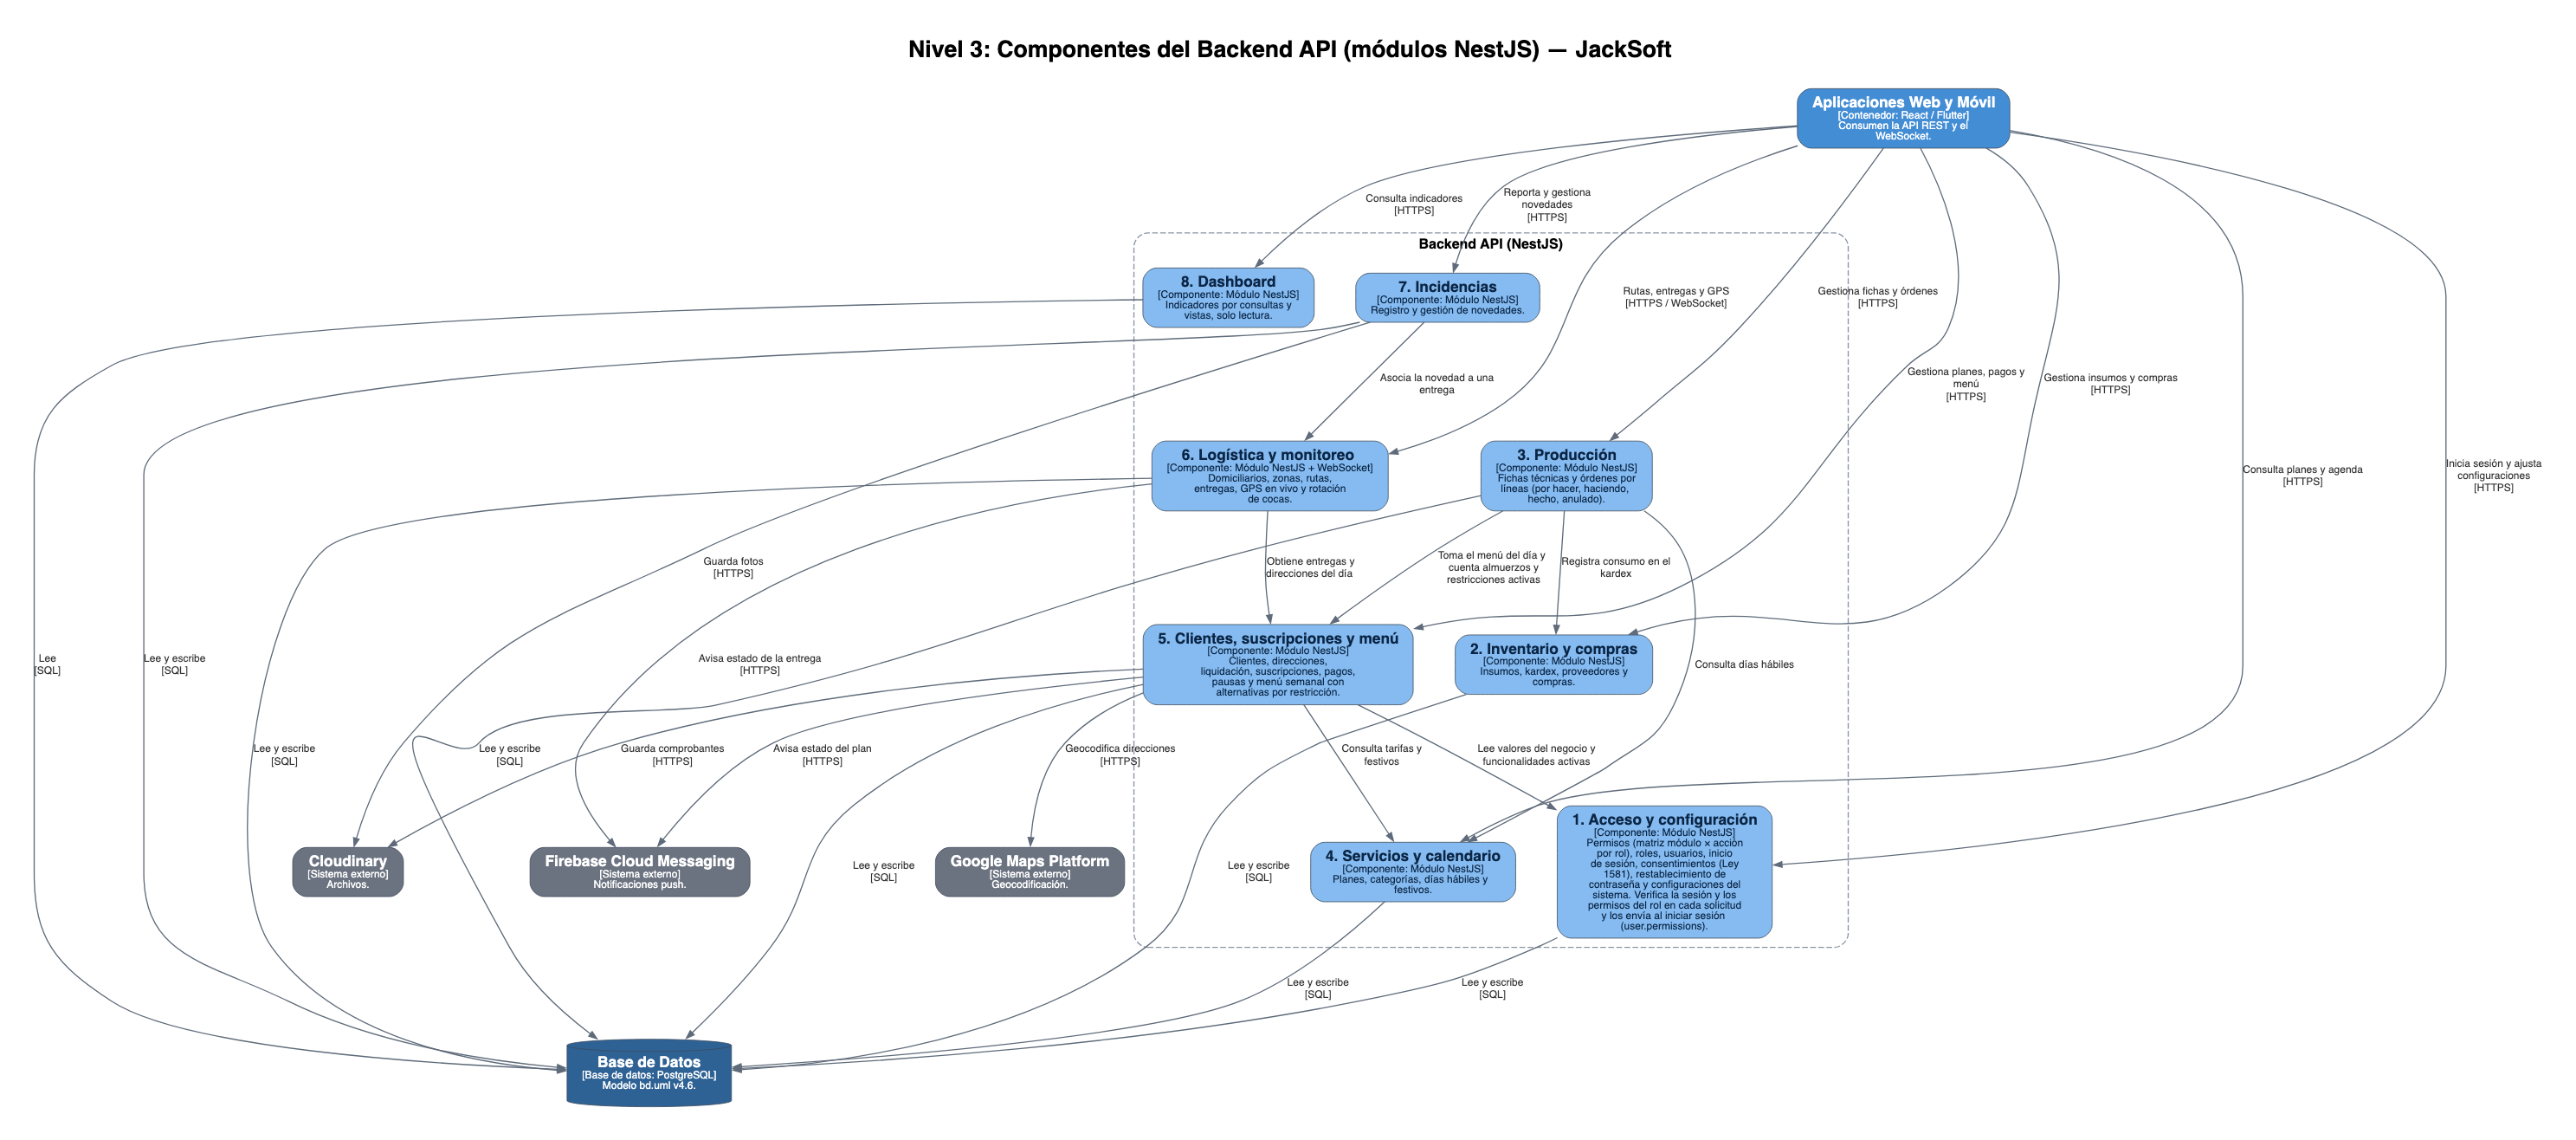 Nivel 3: Componentes del Backend API (módulos NestJS) — JackSoft
Aplicaciones Web y Móvil
[Contenedor: React / Flutter]
Consumen la API REST y el
WebSocket.
Consulta indicadores
[HTTPS]
Reporta y gestiona
novedades
[HTTPS]
Backend API (NestJS)
8. Dashboard
[Componente: Módulo NestJS]
Indicadores por consultas y
vistas, solo lectura.
7. Incidencias
[Componente: Módulo NestJS]
Registro y gestión de novedades.
Rutas, entregas y GPS
[HTTPS / WebSocket]
Gestiona fichas y órdenes
[HTTPS]
Asocia la novedad a una
entrega
Gestiona planes, pagos y
menú
[HTTPS]
Gestiona insumos y compras
[HTTPS]
6. Logística y monitoreo
[Componente: Módulo NestJS + WebSocket]
Domiciliarios, zonas, rutas,
entregas, GPS en vivo y rotación
de cocas.
3. Producción
[Componente: Módulo NestJS]
Fichas técnicas y órdenes por
líneas (por hacer, haciendo,
hecho, anulado).
Consulta planes y agenda
[HTTPS]
Inicia sesión y ajusta
configuraciones
[HTTPS]
Guarda fotos
[HTTPS]
Obtiene entregas y
direcciones del día
Toma el menú del día y
cuenta almuerzos y
restricciones activas
Registra consumo en el
kardex
Lee
[SQL]
Lee y escribe
[SQL]
Avisa estado de la entrega
[HTTPS]
5. Clientes, suscripciones y menú
[Componente: Módulo NestJS]
Clientes, direcciones,
liquidación, suscripciones, pagos,
pausas y menú semanal con
alternativas por restricción.
2. Inventario y compras
[Componente: Módulo NestJS]
Insumos, kardex, proveedores y
compras.
Consulta días hábiles
Lee y escribe
[SQL]
Lee y escribe
[SQL]
Guarda comprobantes
[HTTPS]
Avisa estado del plan
[HTTPS]
Geocodifica direcciones
[HTTPS]
Consulta tarifas y
festivos
Lee valores del negocio y
funcionalidades activas
Cloudinary
[Sistema externo]
Archivos.
Firebase Cloud Messaging
[Sistema externo]
Notificaciones push.
Lee y escribe
[SQL]
Google Maps Platform
[Sistema externo]
Geocodificación.
Lee y escribe
[SQL]
4. Servicios y calendario
[Componente: Módulo NestJS]
Planes, categorías, días hábiles y
festivos.
1. Acceso y configuración
[Componente: Módulo NestJS]
Permisos (matriz módulo × acción
por rol), roles, usuarios, inicio
de sesión, consentimientos (Ley
1581), restablecimiento de
contraseña y configuraciones del
sistema. Verifica la sesión y los
permisos del rol en cada solicitud
y los envía al iniciar sesión
(user.permissions).
Lee y escribe
[SQL]
Lee y escribe
[SQL]
Base de Datos
[Base de datos: PostgreSQL]
Modelo bd.uml v4.6.